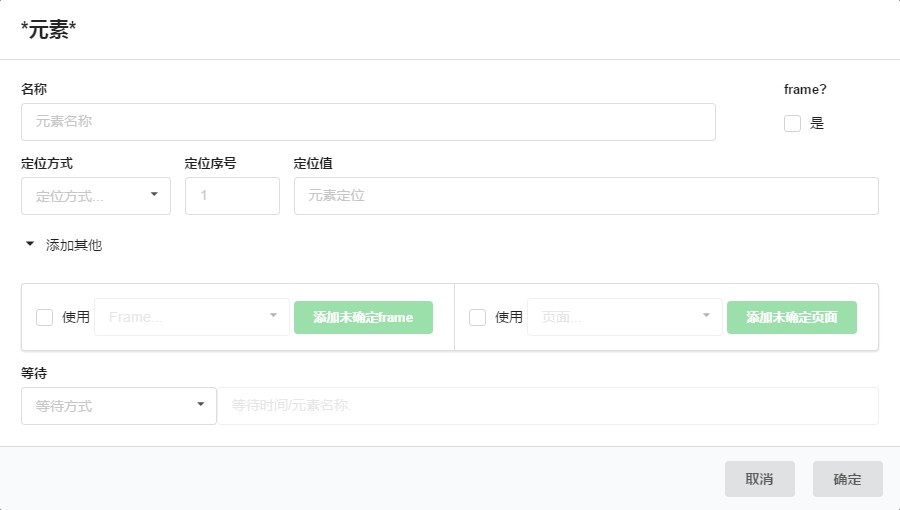 *元素*
名称
frame?
元素名称
是
定位方式
定位序号
定位值
定位方式...
1
元素定位
添加其他
使用
Frame...
添加未确定frame
使用
页面...
添加未确定页面
等待
等待方式
等待时间/元素名称
取消
确定